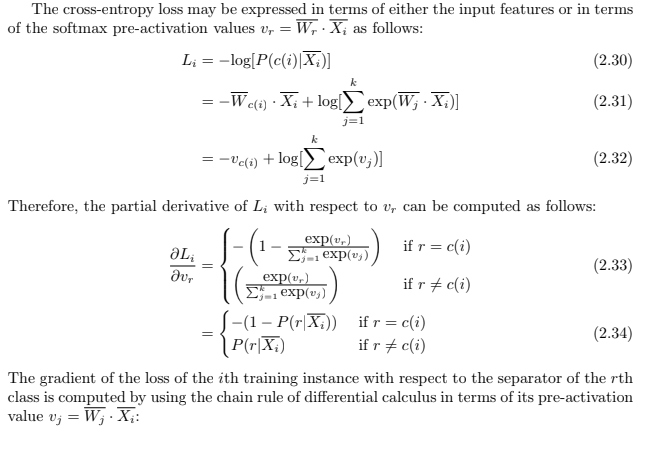 The cross-entropy loss may be expressed in terms of either the input features or in terms
of the softmax pre-activation values $v_r = \overline{W_r} \cdot \overline{X_i}$ as follows:
$L_i = -\log[P(c(i)|\overline{X_i})]$ (2.30)
$= -\overline{W}_{c(i)} \cdot \overline{X_i} + \log[\sum_{j=1}^{k} \exp(\overline{W_j} \cdot \overline{X_i})]$ (2.31)
$= -v_{c(i)} + \log[\sum_{j=1}^{k} \exp(v_j)]$ (2.32)
Therefore, the partial derivative of $L_i$ with respect to $v_r$ can be computed as follows:
$\frac{\partial L_i}{\partial v_r} = \begin{cases} -\left(1 - \frac{\exp(v_r)}{\sum_{j=1}^{k} \exp(v_j)}\right) & \text{if } r = c(i) \\ \left(\frac{\exp(v_r)}{\sum_{j=1}^{k} \exp(v_j)}\right) & \text{if } r \neq c(i) \end{cases}$ (2.33)
$= \begin{cases} -(1 - P(r|\overline{X_i})) & \text{if } r = c(i) \\ P(r|\overline{X_i}) & \text{if } r \neq c(i) \end{cases}$ (2.34)
The gradient of the loss of the $i$th training instance with respect to the separator of the $r$th
class is computed by using the chain rule of differential calculus in terms of its pre-activation
value $v_j = \overline{W_j} \cdot \overline{X_i}$: